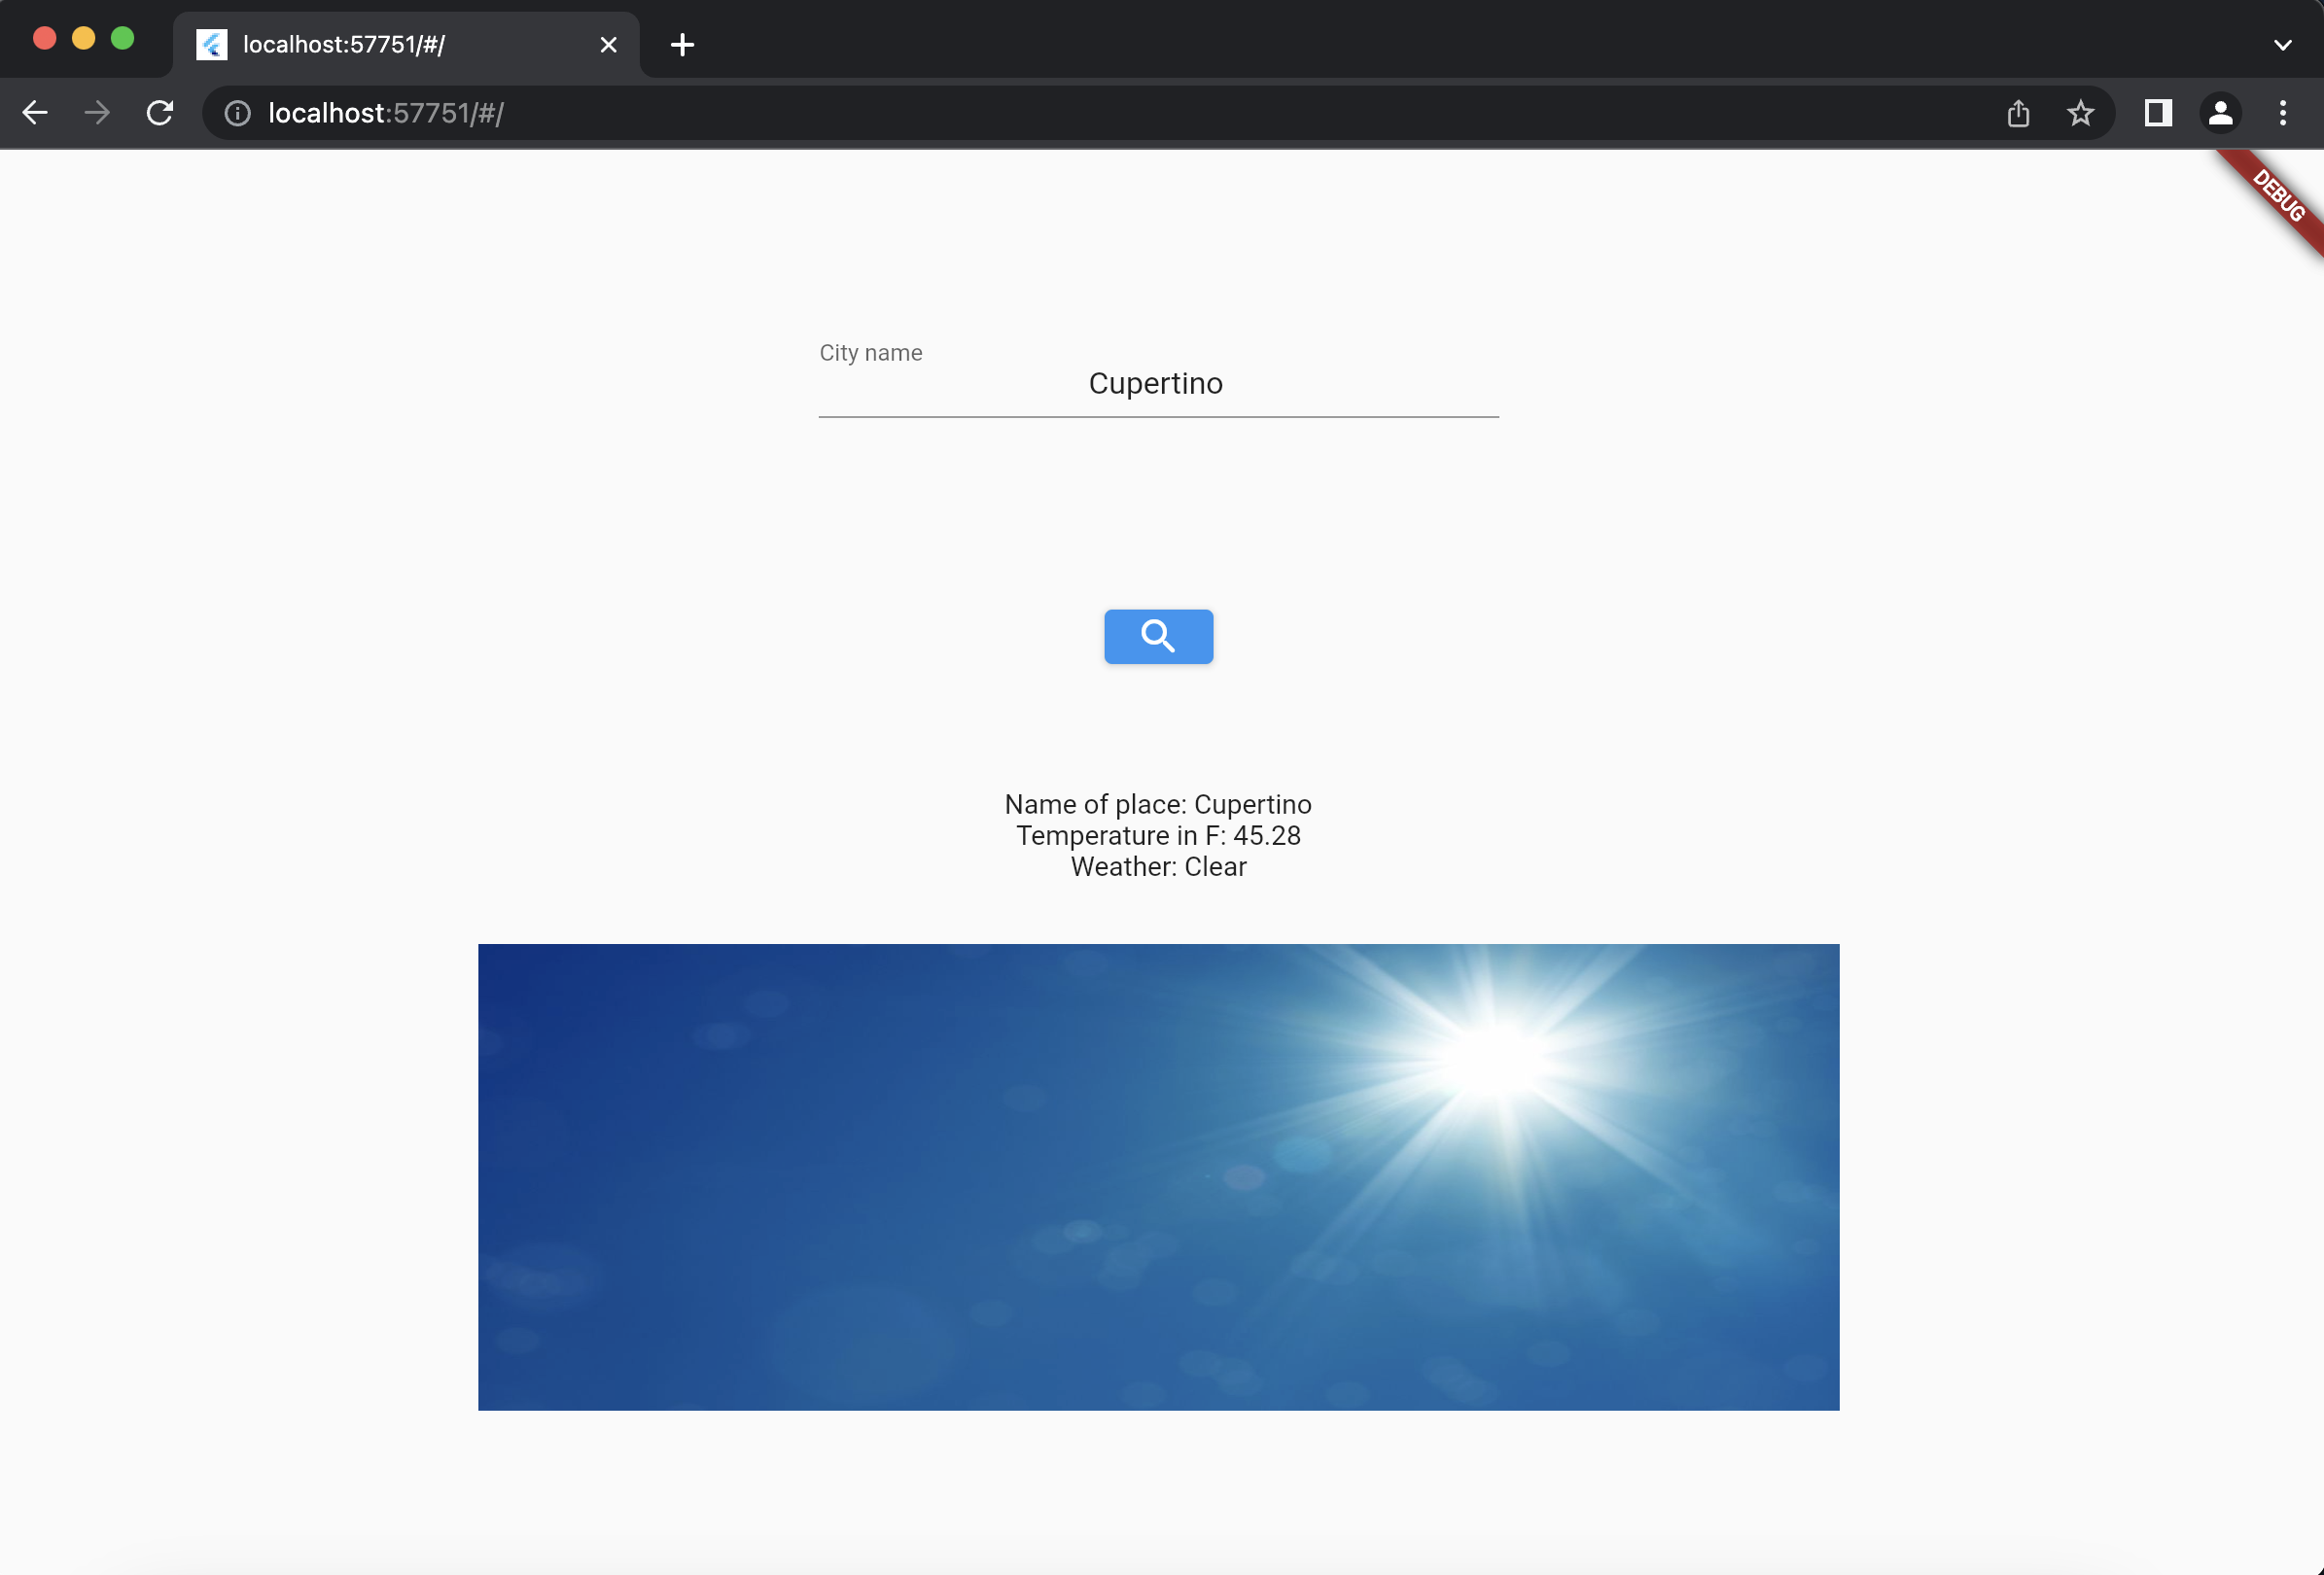 localhost:57751/#/
localhost:57751/#/
DEBUG
City name
Cupertino
Name of place: Cupertino
Temperature in F: 45.28
Weather: Clear